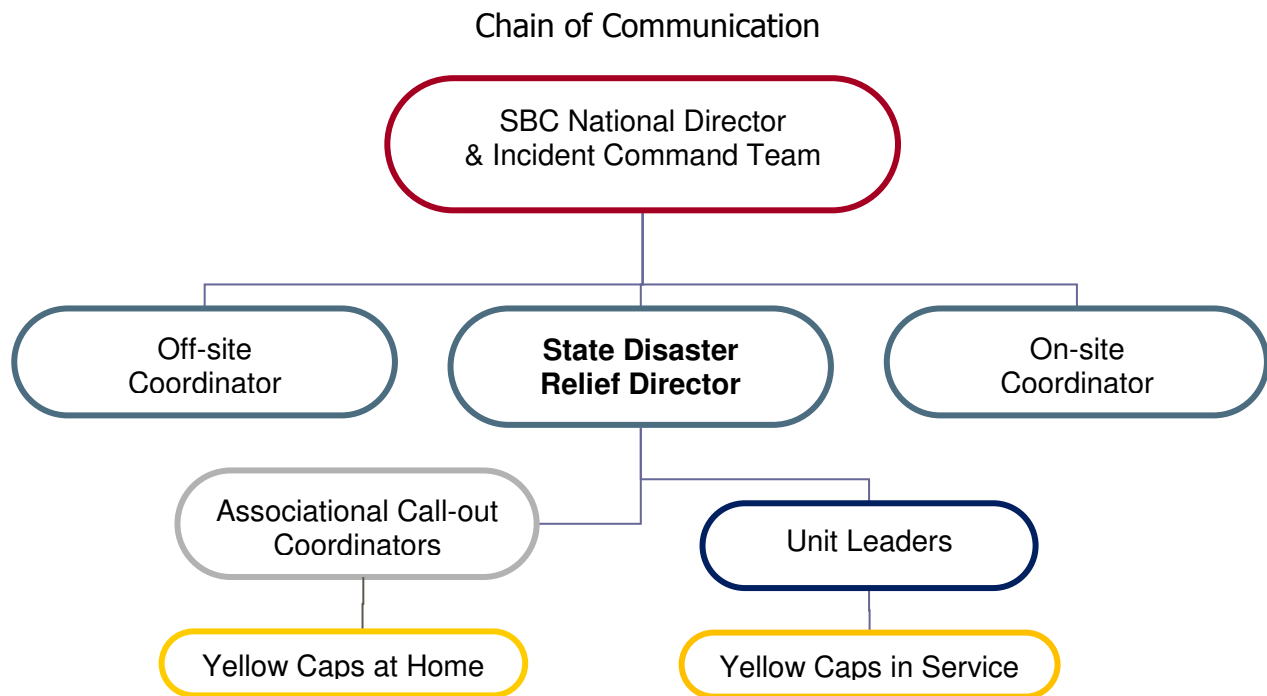 Chain of Communication
SBC National Director
& Incident Command Team
Off-site
Coordinator
State Disaster
Relief Director
On-site
Coordinator
Associational Call-out
Coordinators
Unit Leaders
Yellow Caps at Home
Yellow Caps in Service